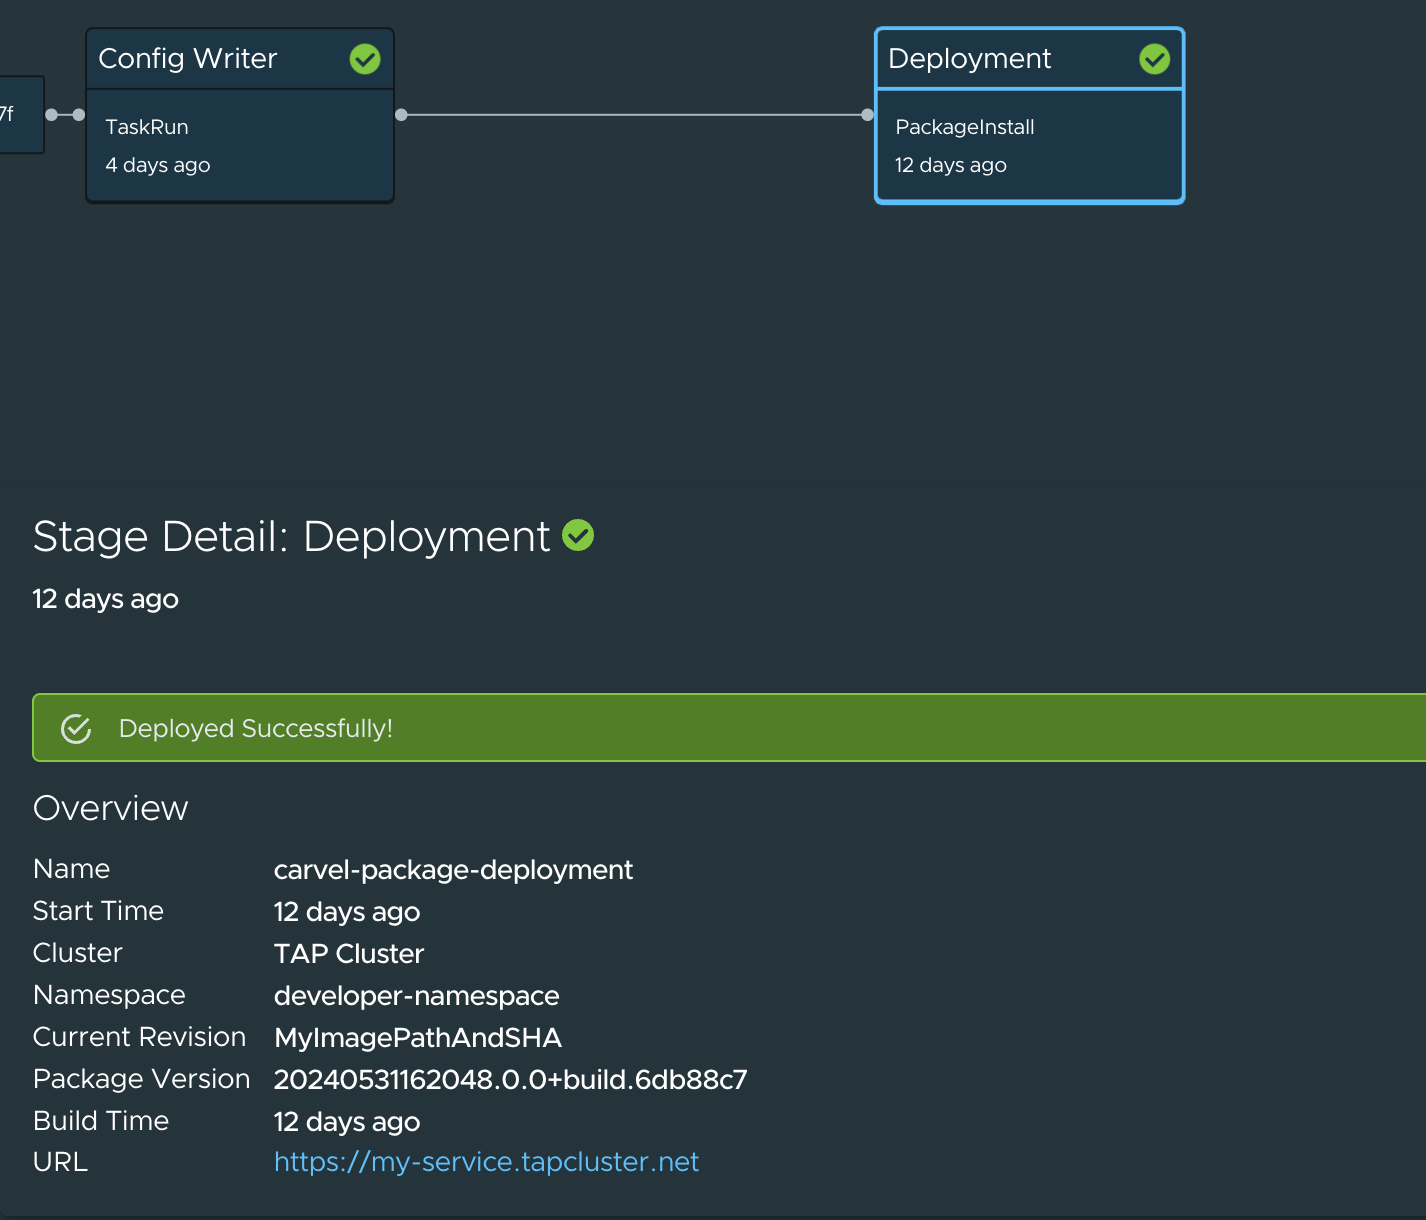 7f
Config Writer
TaskRun
4 days ago
Deployment
PackageInstall
12 days ago
Stage Detail: Deployment
12 days ago
Deployed Successfully!
Overview
Name carvel-package-deployment
Start Time 12 days ago
Cluster TAP Cluster
Namespace developer-namespace
Current Revision MyImagePathAndSHA
Package Version 20240531162048.0.0+build.6db88c7
Build Time 12 days ago
URL https://my-service.tapcluster.net